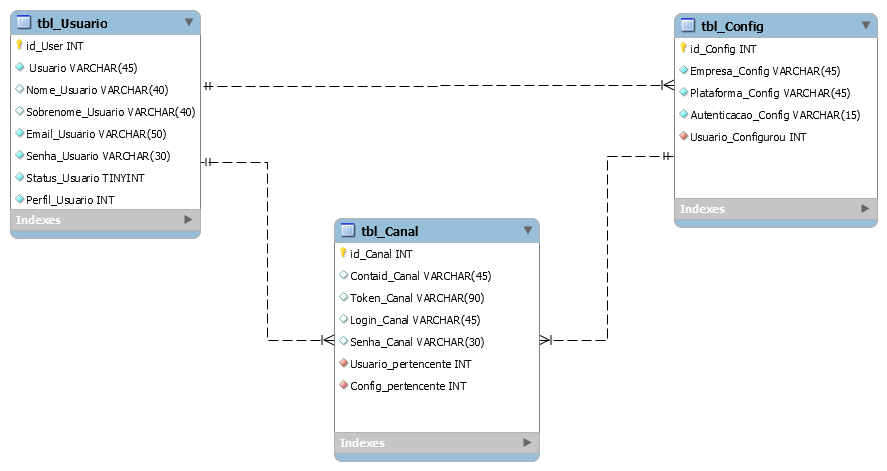 tbl_Usuario
id_User INT
Usuario VARCHAR(45)
Nome_Usuario VARCHAR(40)
Sobrenome_Usuario VARCHAR(40)
Email_Usuario VARCHAR(50)
Senha_Usuario VARCHAR(30)
Status_Usuario TINYINT
Perfil_Usuario INT
Indexes
tbl_Config
id_Config INT
Empresa_Config VARCHAR(45)
Plataforma_Config VARCHAR(45)
Autenticacao_Config VARCHAR(15)
Usuario_Configurou INT
Indexes
tbl_Canal
id_Canal INT
Contaid_Canal VARCHAR(45)
Token_Canal VARCHAR(90)
Login_Canal VARCHAR(45)
Senha_Canal VARCHAR(30)
Usuario_pertencente INT
Config_pertencente INT
Indexes